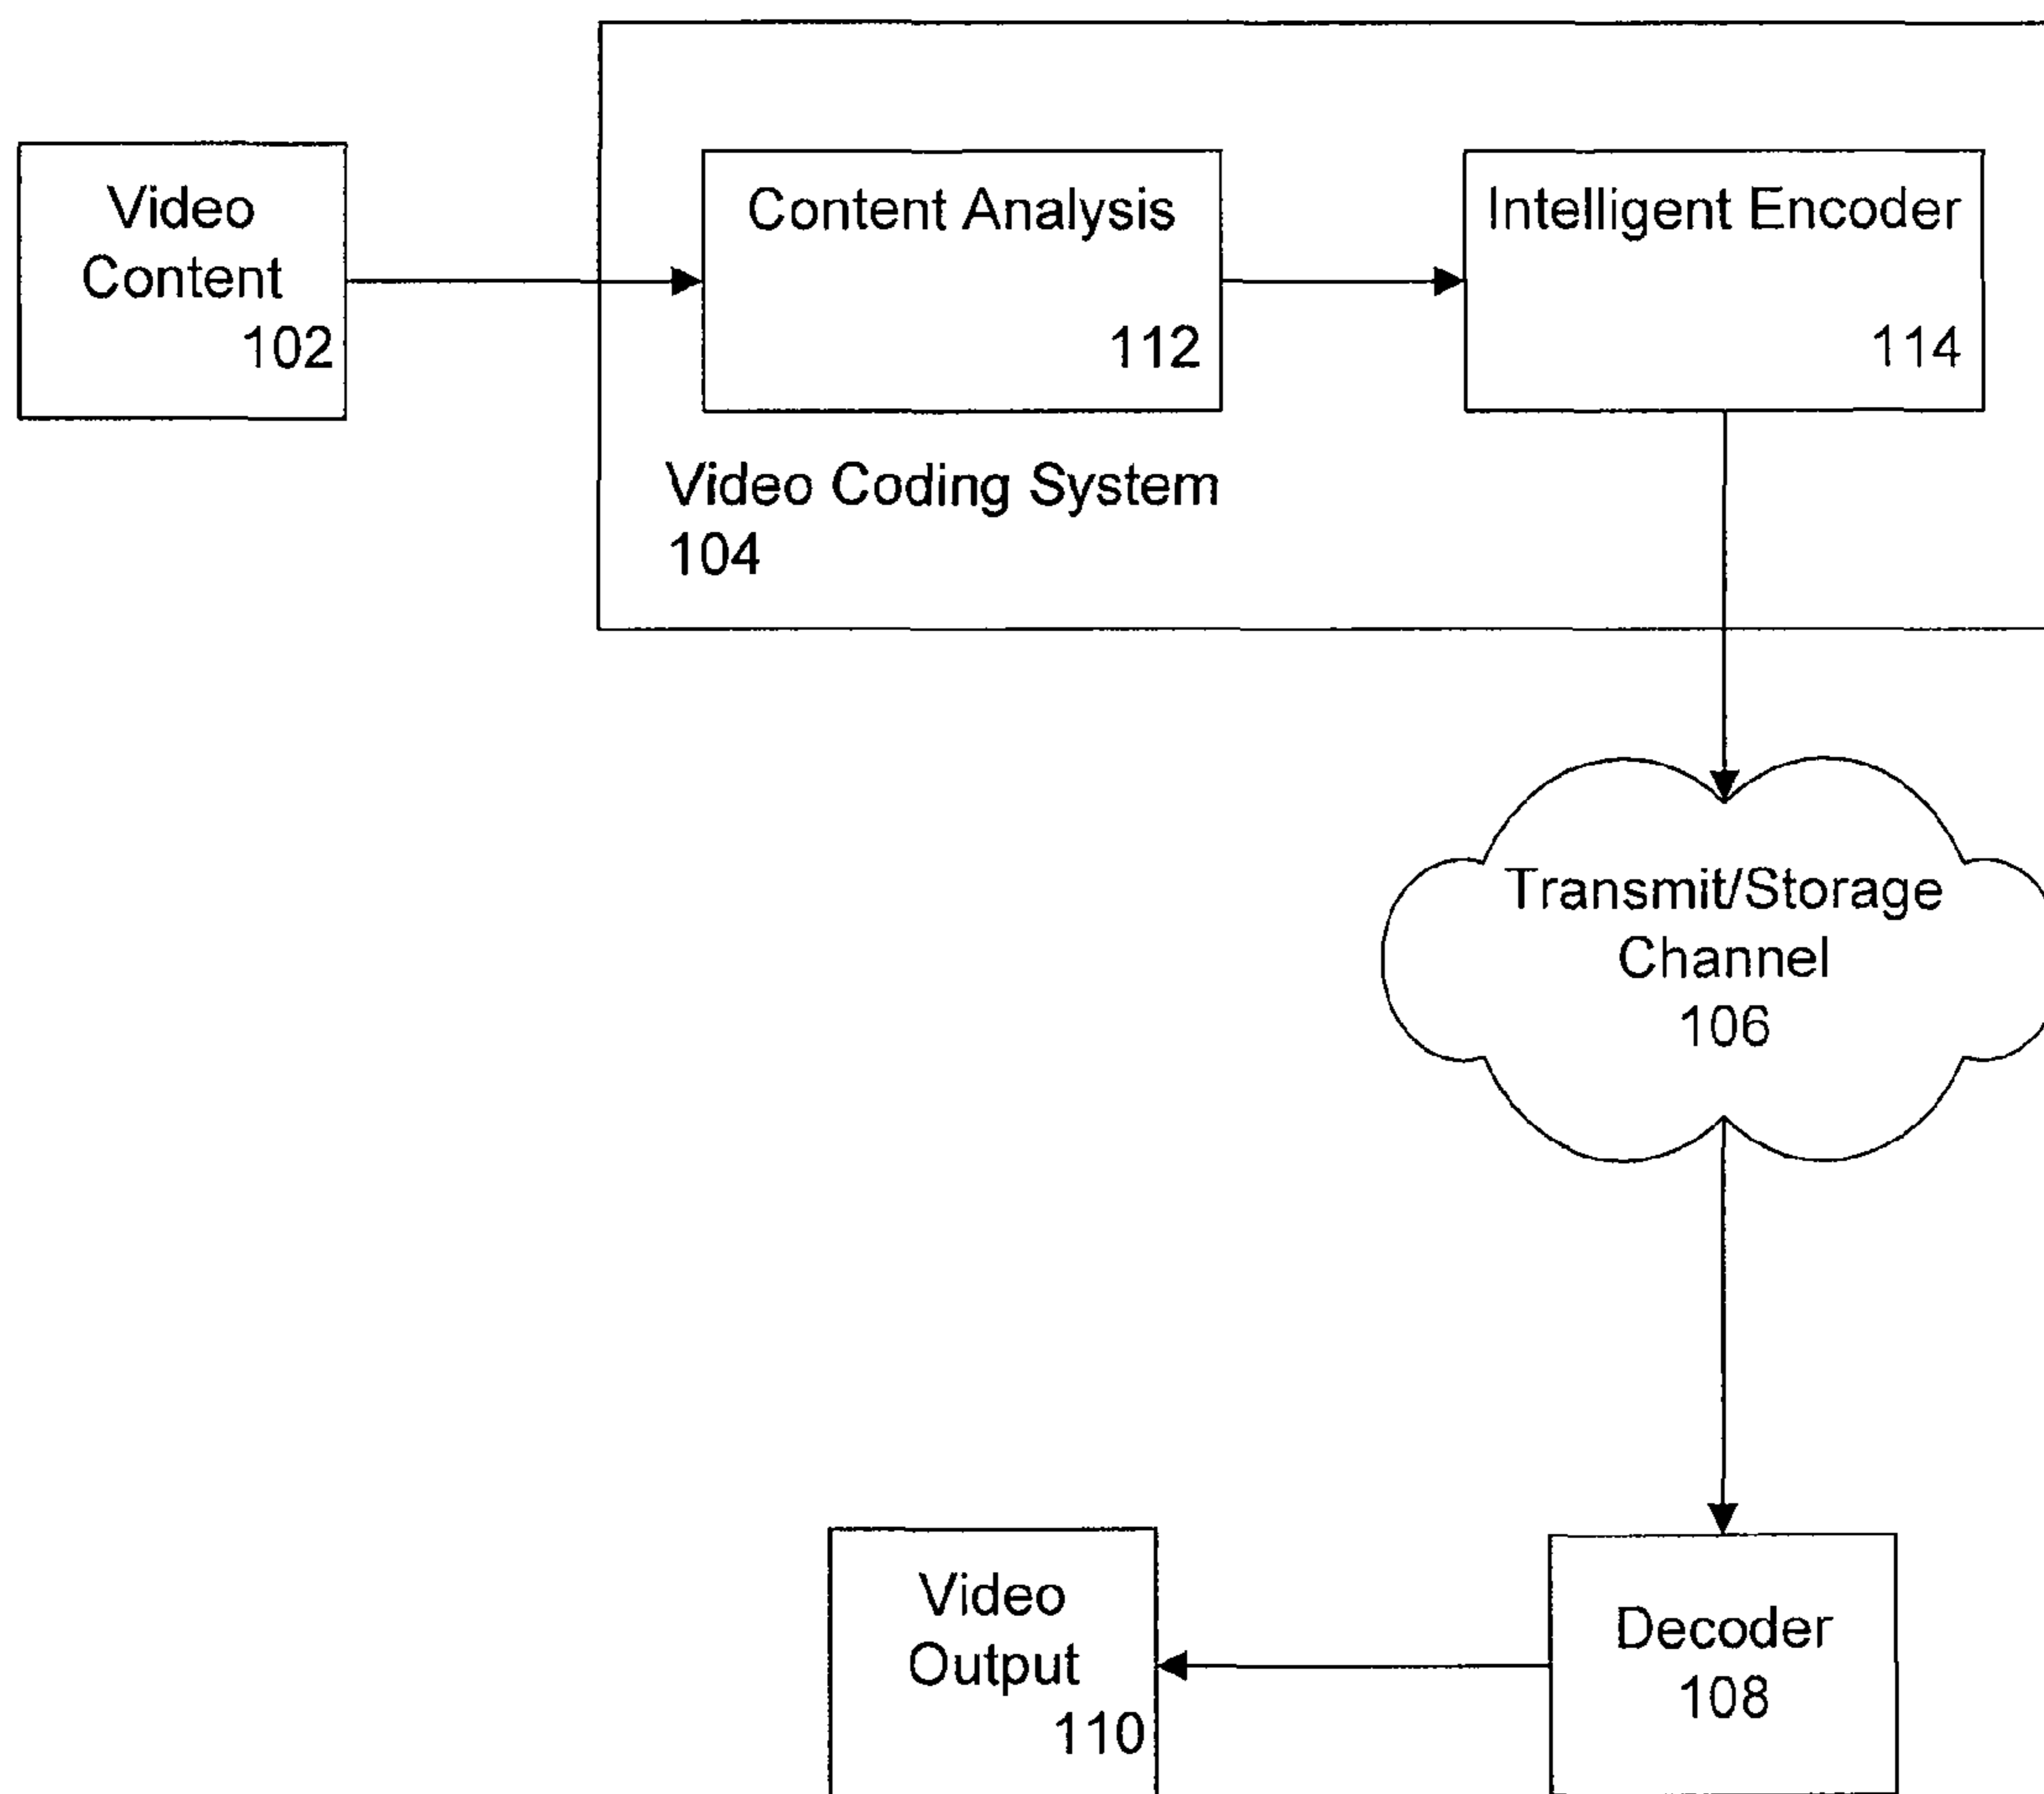 Video
Content
102
Content Analysis
112
Intelligent Encoder
114
Video Coding System
104
Transmit/Storage
Channel
106
Video
Output
110
Decoder
108